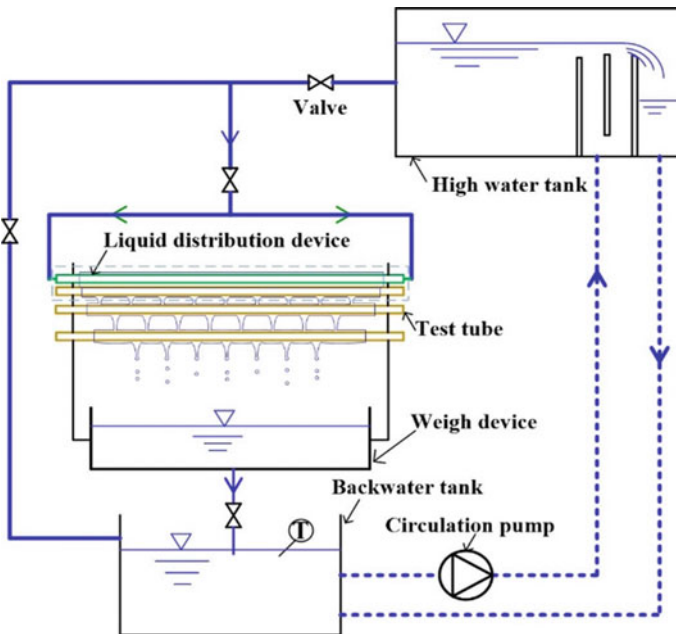 Valve
High water tank
Liquid distribution device
Test tube
Weigh device
Backwater tank
T
Circulation pump